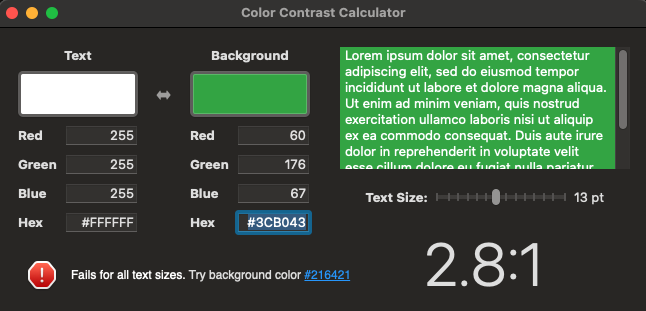 Color Contrast Calculator
Text
Background
Red 255
Green 255
Blue 255
Hex #FFFFFF
Red 60
Green 176
Blue 67
Hex #3CB043
Lorem ipsum dolor sit amet, consectetur
adipiscing elit, sed do eiusmod tempor
incididunt ut labore et dolore magna aliqua.
Ut enim ad minim veniam, quis nostrud
exercitation ullamco laboris nisi ut aliquip
ex ea commodo consequat. Duis aute irure
dolor in reprehenderit in voluptate velit
esse cillum dolore eu fugiat nulla pariatur
Text Size: 13 pt
2.8:1
Fails for all text sizes. Try background color #216421